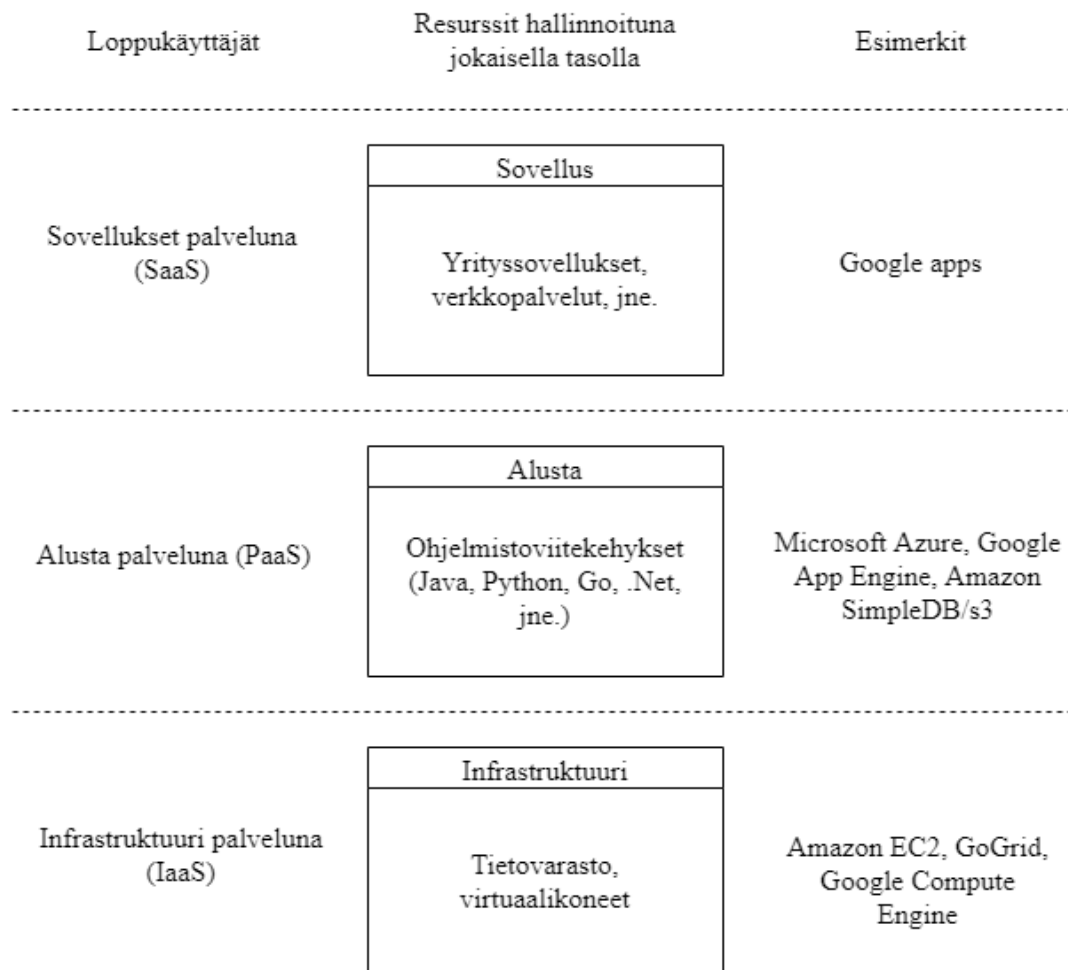 Loppukäyttäjät
Resurssit hallinnoituna
jokaisella tasolla
Esimerkit
Sovellukset palveluna
(SaaS)
Sovellus
Yrityssovellukset,
verkkopalvelut, jne.
Google apps
Alusta palveluna (PaaS)
Alusta
Ohjelmistoviitekehykset
(Java, Python, Go, .Net,
jne.)
Microsoft Azure, Google
App Engine, Amazon
SimpleDB/s3
Infrastruktuuri palveluna
(IaaS)
Infrastruktuuri
Tietovarasto,
virtuaalikoneet
Amazon EC2, GoGrid,
Google Compute
Engine